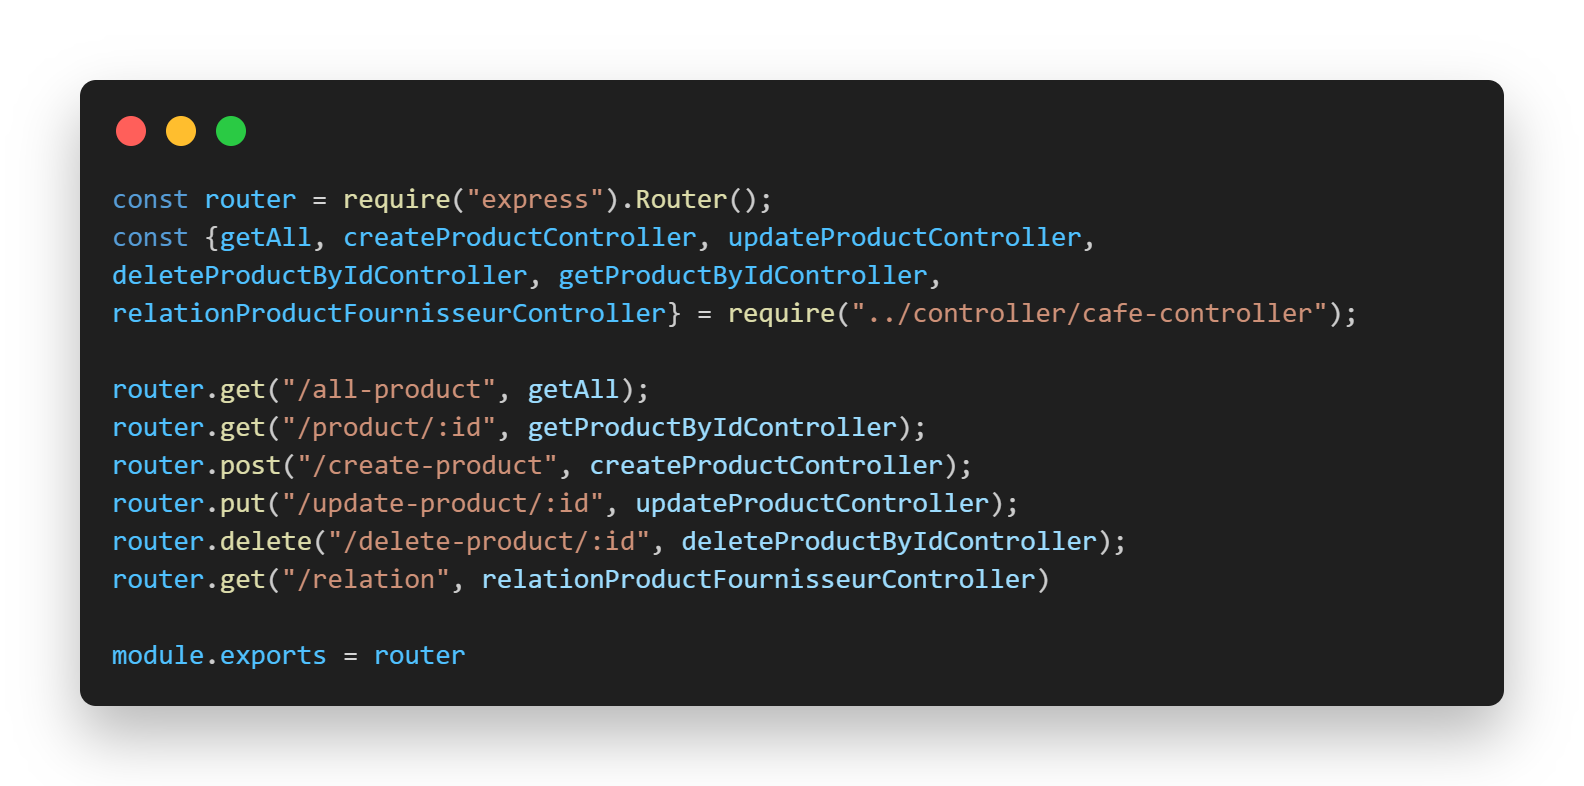 const router = require("express").Router();
const {getAll, createProductController, updateProductController,
deleteProductByIdController, getProductByIdController,
relationProductFournisseurController} = require("../controller/cafe-controller");
router.get("/all-product", getAll);
router.get("/product/:id", getProductByIdController);
router.post("/create-product", createProductController);
router.put("/update-product/:id", updateProductController);
router.delete("/delete-product/:id", deleteProductByIdController);
router.get("/relation", relationProductFournisseurController)
module.exports = router